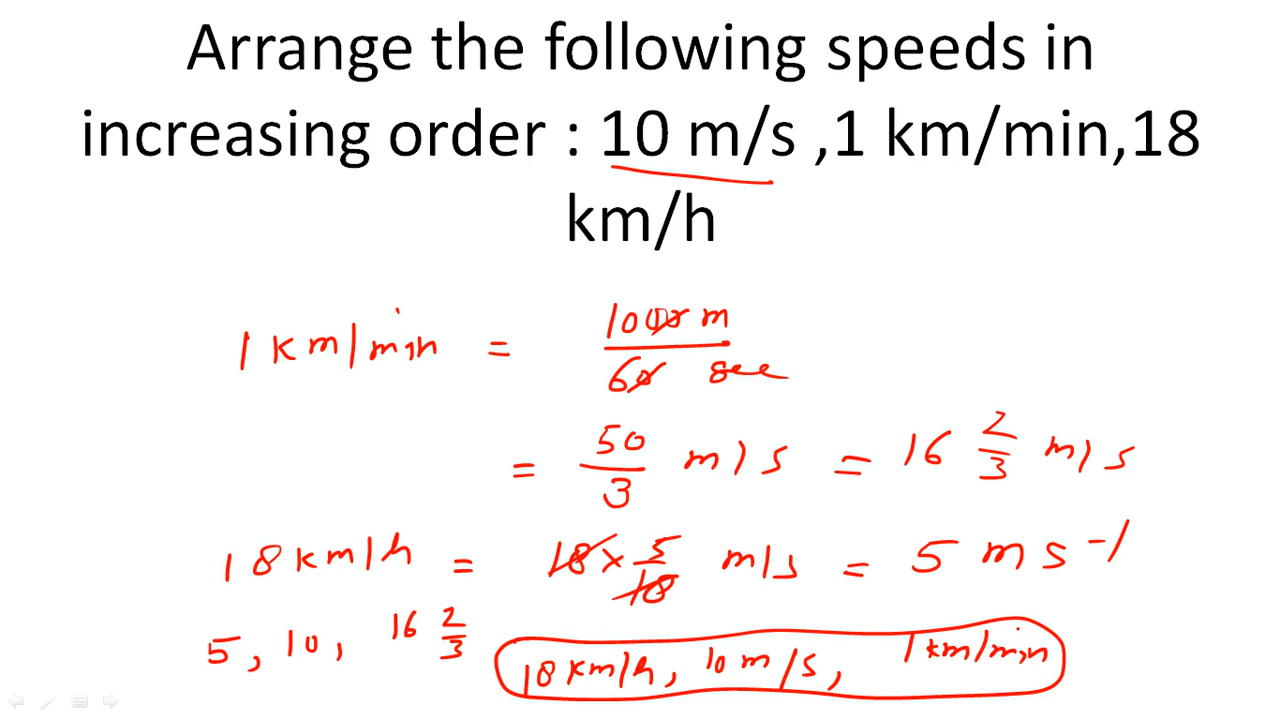 Arrange the following speeds in
increasing order : 10 m/s ,1 km/min,18
km/h
1 km/min = 1000 m
60 sec
= 50/3 m/s = 16 2/3 m/s
18 km/h = 18 × 5/18 m/s = 5 m s⁻¹
5, 10, 16 2/3
18 km/h, 10 m/s, 1 km/min